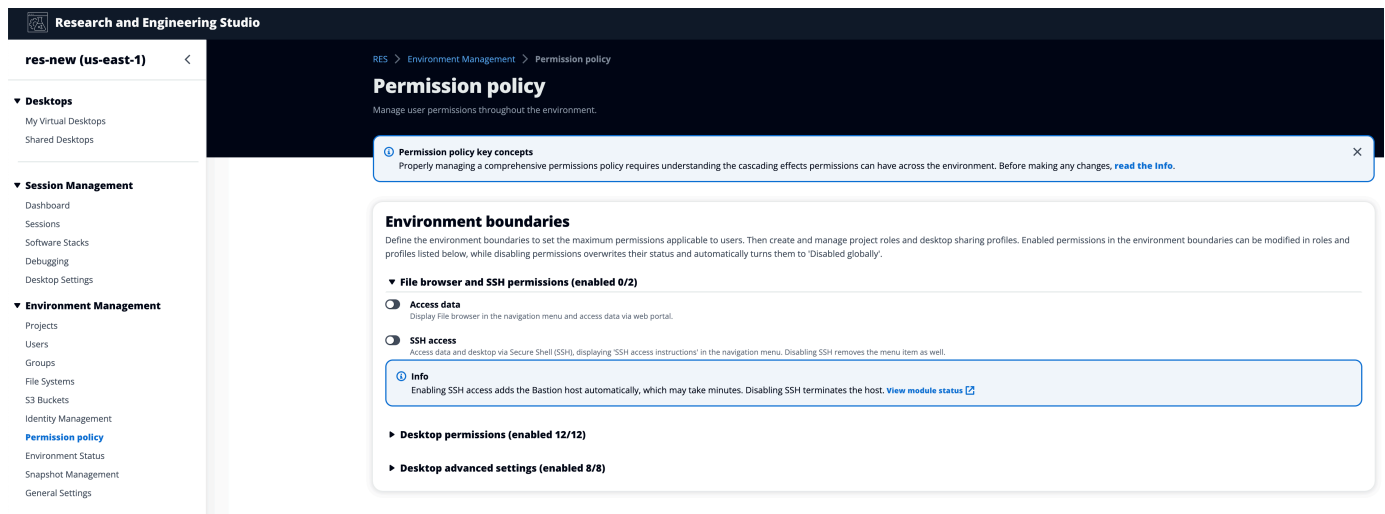 Research and Engineering Studio
res-new (us-east-1)
Desktops
My Virtual Desktops
Shared Desktops
Session Management
Dashboard
Sessions
Software Stacks
Debugging
Desktop Settings
Environment Management
Projects
Users
Groups
File Systems
S3 Buckets
Identity Management
Permission policy
Environment Status
Snapshot Management
General Settings
RES > Environment Management > Permission policy
Permission policy
Manage user permissions throughout the environment.
Permission policy key concepts
Properly managing a comprehensive permissions policy requires understanding the cascading effects permissions can have across the environment. Before making any changes, read the Info.
Environment boundaries
Define the environment boundaries to set the maximum permissions applicable to users. Then create and manage project roles and desktop sharing profiles. Enabled permissions in the environment boundaries can be modified in roles and
profiles listed below, while disabling permissions overwrites their status and automatically turns them to 'Disabled globally'.
File browser and SSH permissions (enabled 0/2)
Access data
Display File browser in the navigation menu and access data via web portal.
SSH access
Access data and desktop via Secure Shell (SSH), displaying 'SSH access instructions' in the navigation menu. Disabling SSH removes the menu item as well.
Info
Enabling SSH access adds the Bastion host automatically, which may take minutes. Disabling SSH terminates the host. View module status
Desktop permissions (enabled 12/12)
Desktop advanced settings (enabled 8/8)